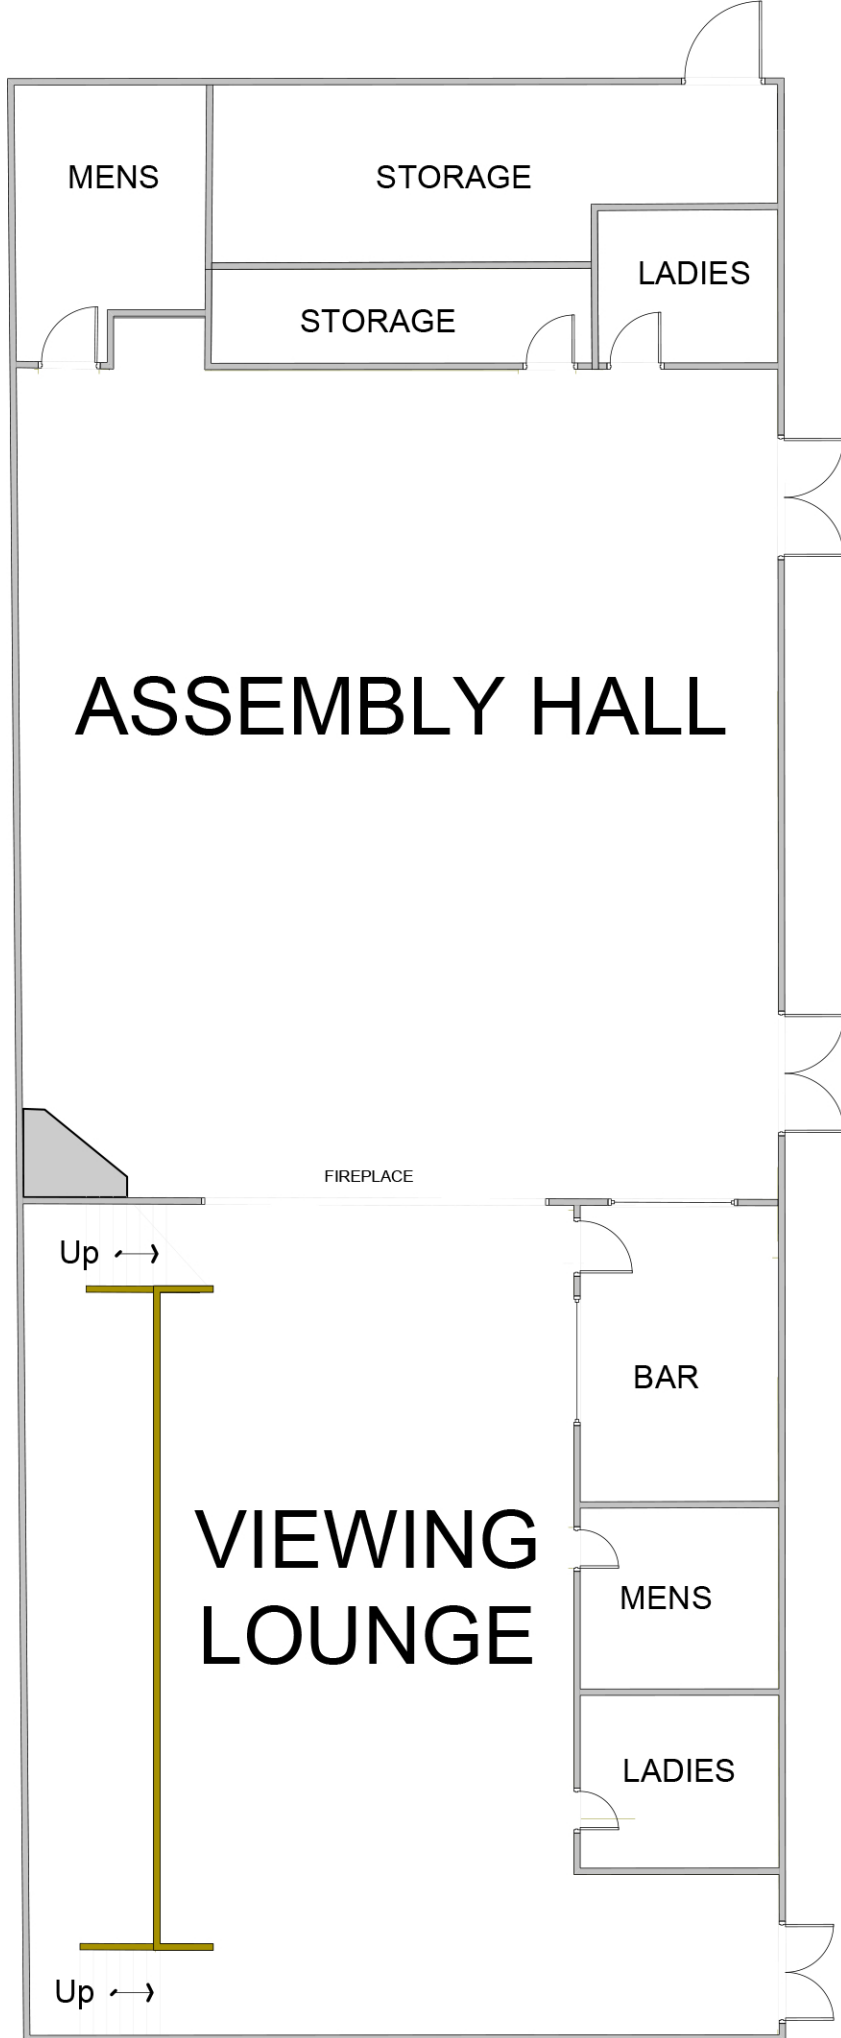 MENS
STORAGE
LADIES
STORAGE
ASSEMBLY HALL
FIREPLACE
Up
BAR
VIEWING
LOUNGE
MENS
LADIES
Up